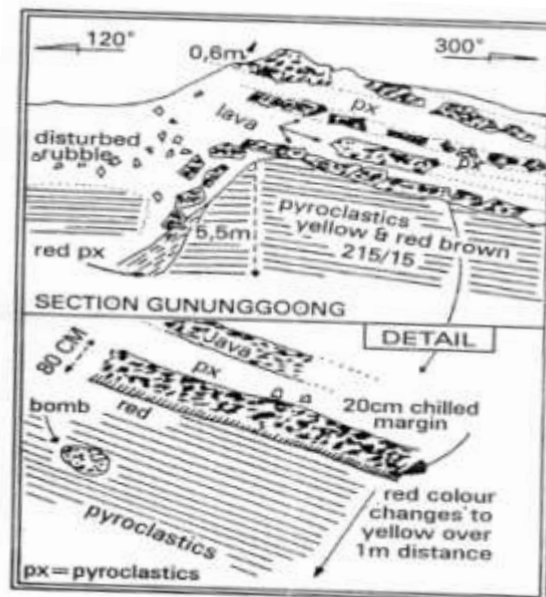 120°
300°
0,6m
px
lava
px
disturbed
rubble
5,5m
pyroclastics
yellow & red brown
215/15
red px
SECTION GUNUNGGOONG
DETAIL
80 CM
lava
px
20cm chilled
margin
red
bomb
red colour
changes to
yellow over
1m distance
pyroclastics
px=pyroclastics